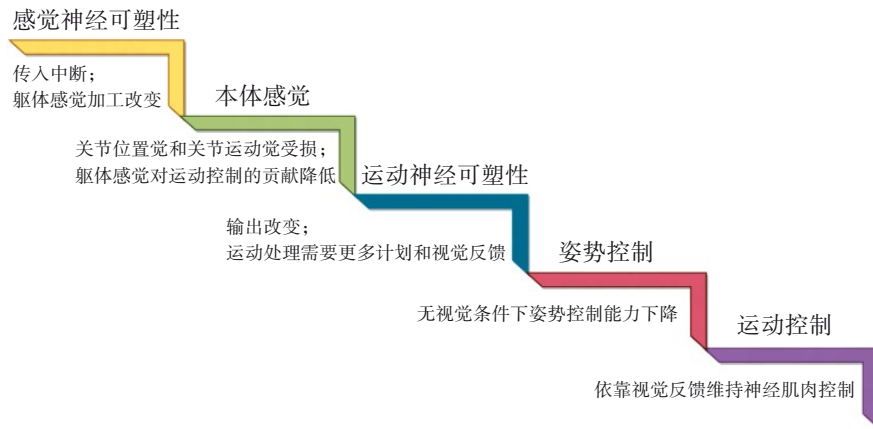 感觉神经可塑性
传入中断；
躯体感觉加工改变
本体感觉
关节位置觉和关节运动觉受损；
躯体感觉对运动控制的贡献降低
运动神经可塑性
输出改变；
运动处理需要更多计划和视觉反馈
姿势控制
无视觉条件下姿势控制能力下降
运动控制
依靠视觉反馈维持神经肌肉控制